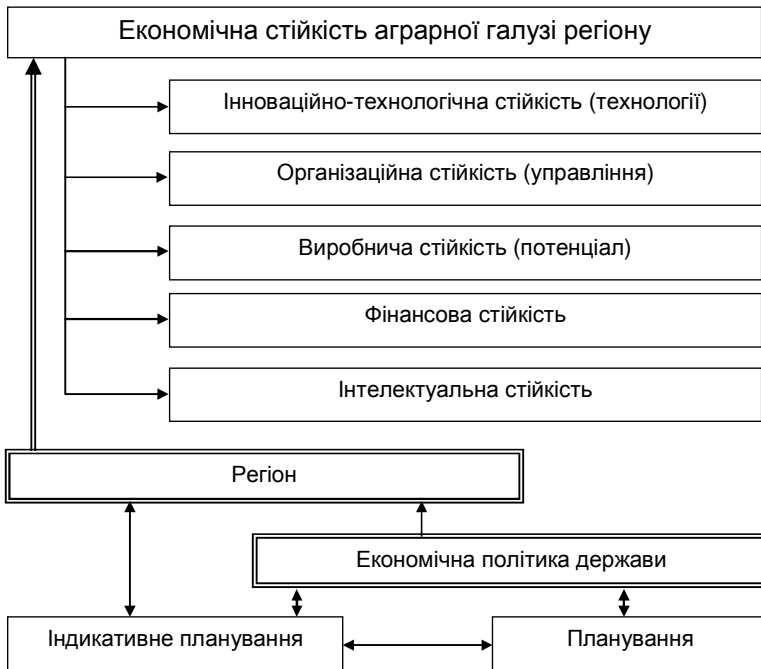 Економічна стійкість аграрної галузі регіону
Інноваційно-технологічна стійкість (технології)
Організаційна стійкість (управління)
Виробнича стійкість (потенціал)
Фінансова стійкість
Інтелектуальна стійкість
Регіон
Економічна політика держави
Індикативне планування
Планування